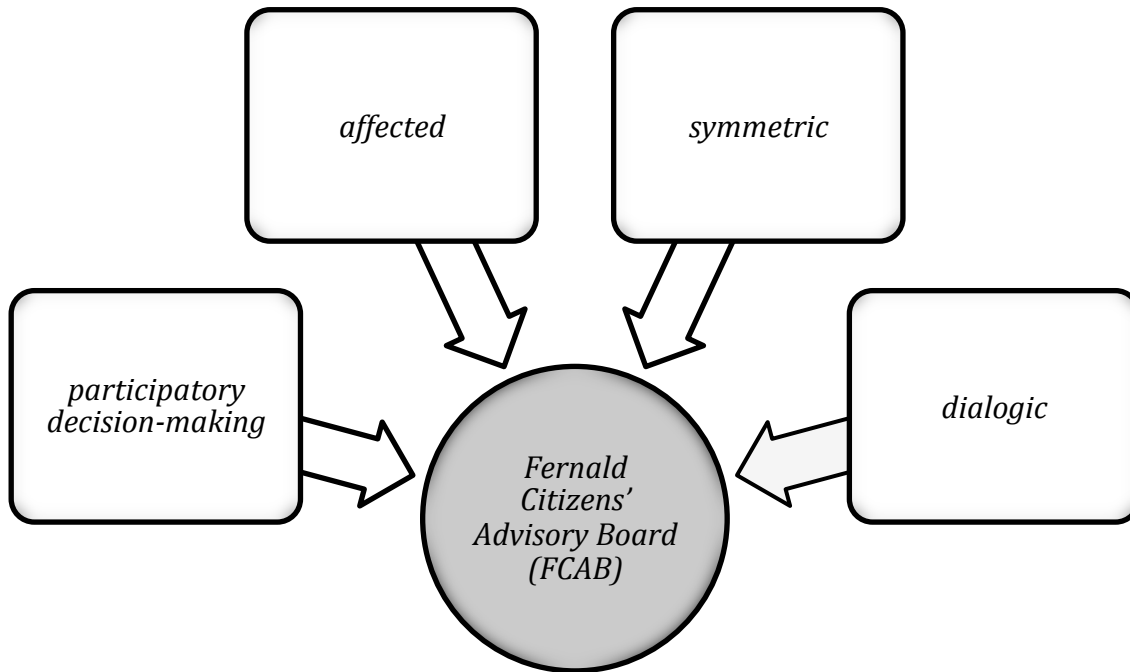 affected
symmetric
participatory
decision-making
dialogic
Fernald
Citizens’
Advisory Board
(FCAB)